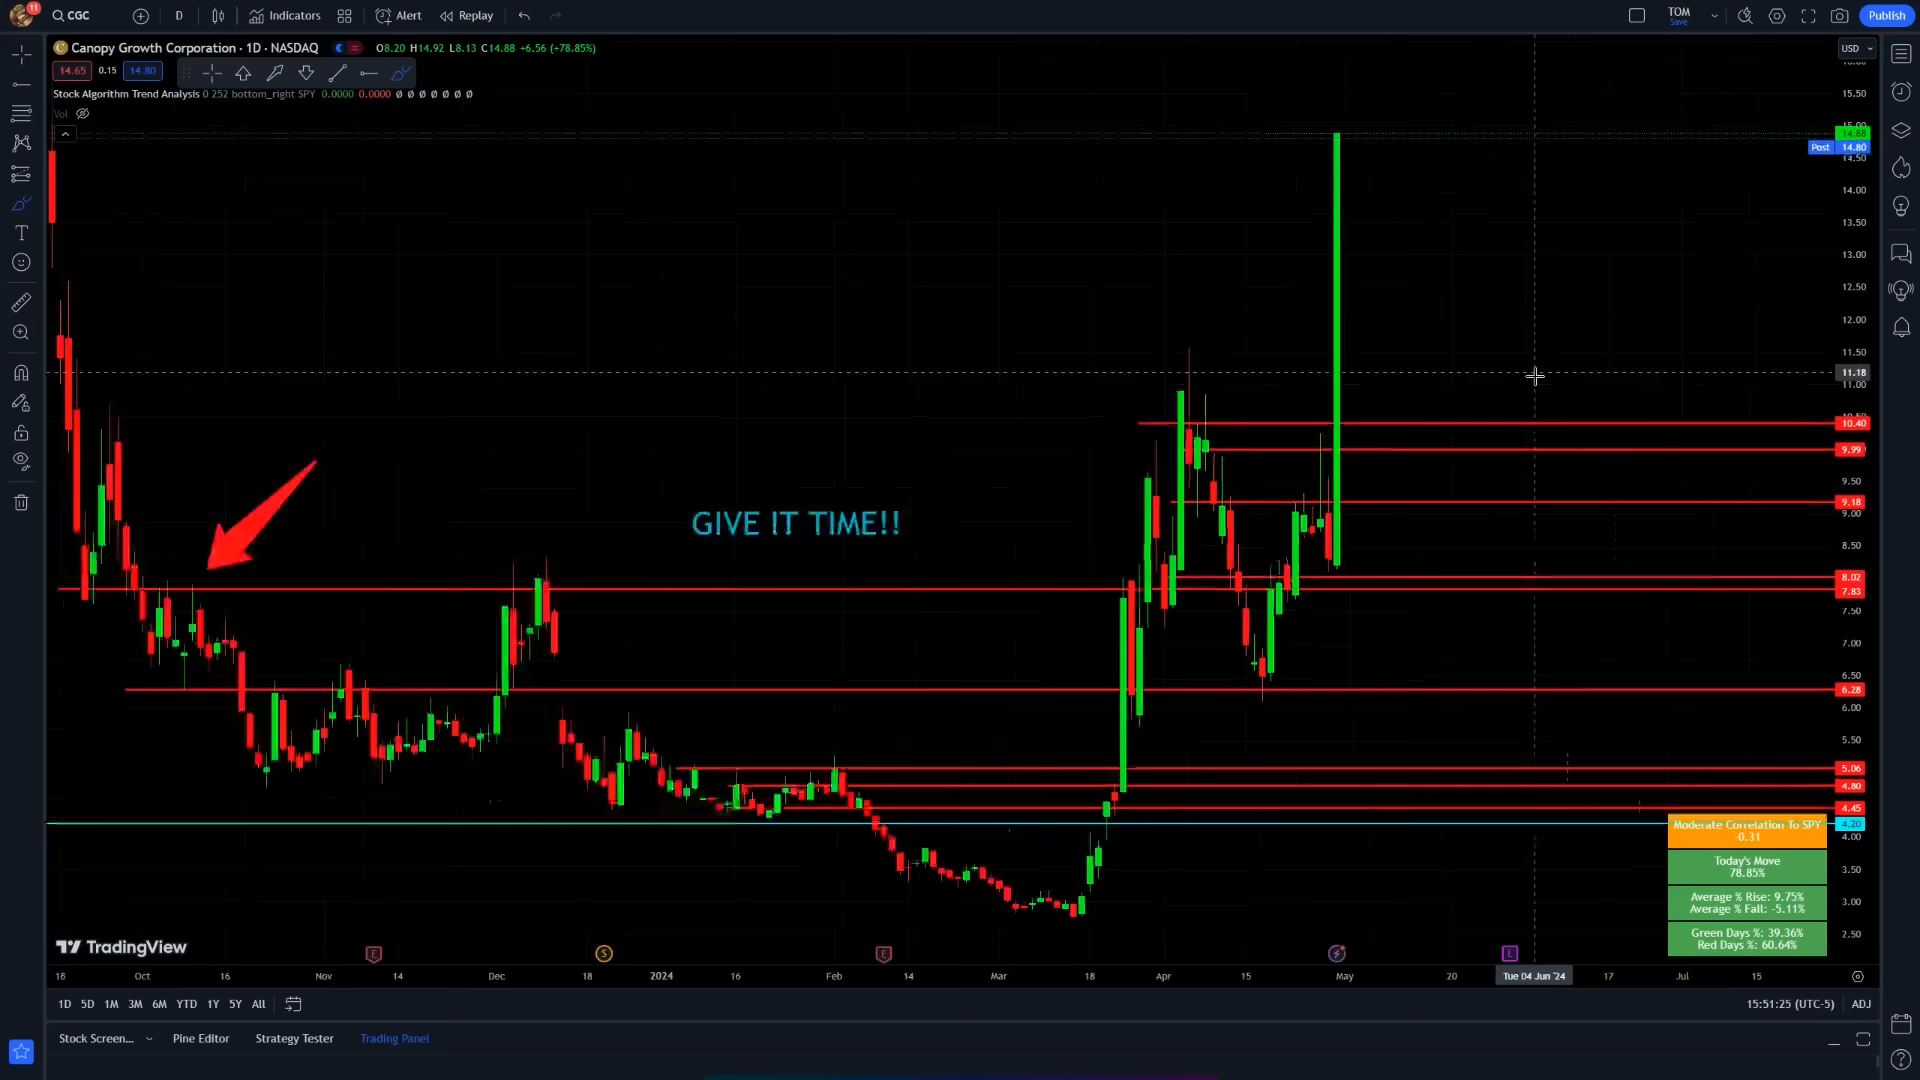 11 CGC D Indicators Alert Replay TOM Save Publish
Canopy Growth Corporation · 1D · NASDAQ O8.20 H14.92 L8.13 C14.88 +6.56 (+78.85%) USD
14.65 0.15 14.80
Stock Algorithm Trend Analysis 0 252 bottom_right SPY 0.0000 0.0000 ø ø ø ø ø ø ø
Vol
15.50
15.00
14.88
Post 14.80
14.50
14.00
13.50
13.00
12.50
12.00
11.50
11.18
11.00
10.50
10.40
9.99
9.50
9.18
9.00
GIVE IT TIME!!
8.50
8.02
7.83
7.50
7.00
6.50
6.28
6.00
5.50
5.06
4.80
4.45
4.20
4.00
Moderate Correlation To SPY
-0.31
Today's Move
78.85%
3.50
Average % Rise: 9.75%
Average % Fall: -5.11%
3.00
Green Days %: 39.36%
Red Days %: 60.64%
2.50
TradingView
E S E E
18 Oct 16 Nov 14 Dec 18 2024 16 Feb 14 Mar 18 Apr 15 May 20 Tue 04 Jun '24 17 Jul 15
1D 5D 1M 3M 6M YTD 1Y 5Y All 15:51:25 (UTC-5) ADJ
Stock Screen... Pine Editor Strategy Tester Trading Panel